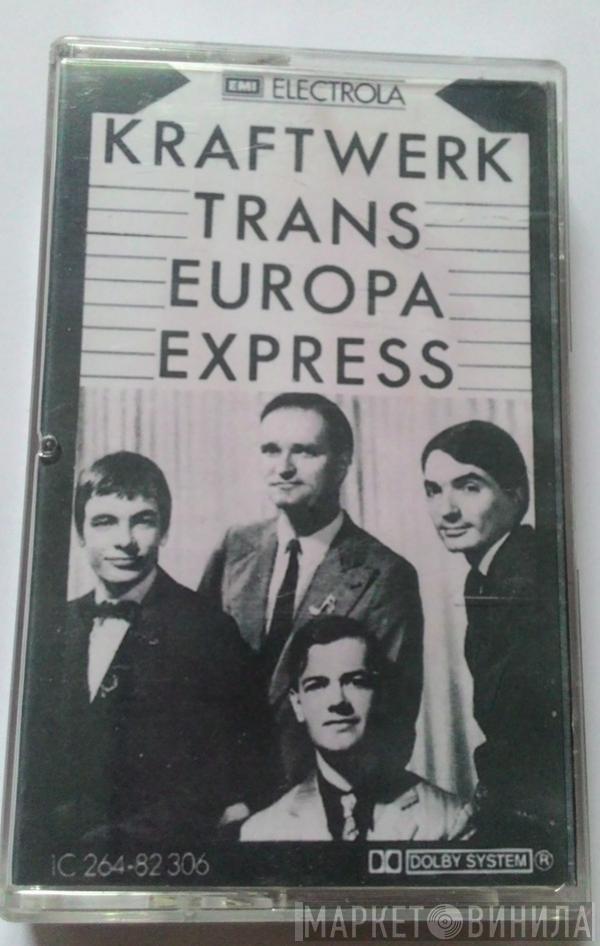 EMI ELECTROLA
KRAFTWERK
TRANS
EUROPA
EXPRESS
1C 264-82 306
DOLBY SYSTEM ®
МАРКЕТ ВИНИЛА